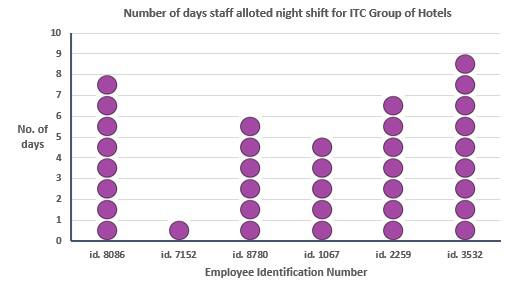 Number of days staff alloted night shift for ITC Group of Hotels
10
9
8
7
6
5
4
3
2
1
0
No. of
days
id. 8086 id. 7152 id. 8780 id. 1067 id. 2259 id. 3532
Employee Identification Number